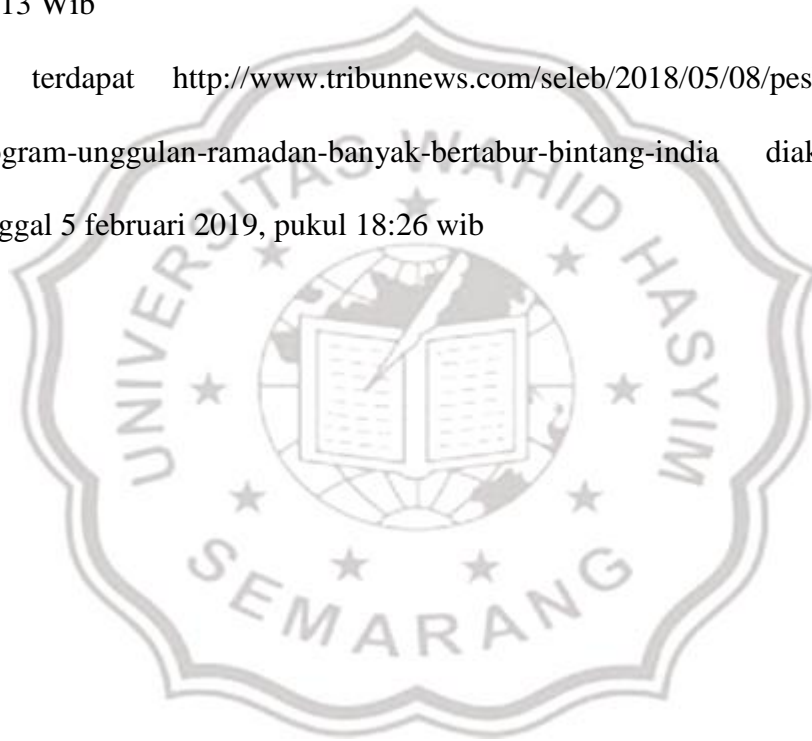 13 Wib
terdapat http://www.tribunnews.com/seleb/2018/05/08/pes
ogram-unggulan-ramadan-banyak-bertabur-bintang-india diak
ggal 5 februari 2019, pukul 18:26 wib
UNIVERSITAS WAHID HASYIM
SEMARANG